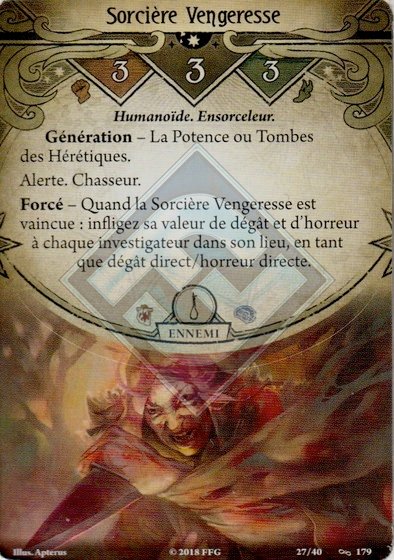 Sorcière Vengeresse
3 3 3
Humanoïde. Ensorceleur.
Génération – La Potence ou Tombes
des Hérétiques.
Alerte. Chasseur.
Forcé – Quand la Sorcière Vengeresse est
vaincue : infligez sa valeur de dégât et d'horreur
à chaque investigateur dans son lieu, en tant
que dégât direct/horreur directe.
ENNEMI
Illus. Apterus © 2018 FFG 27/40 179